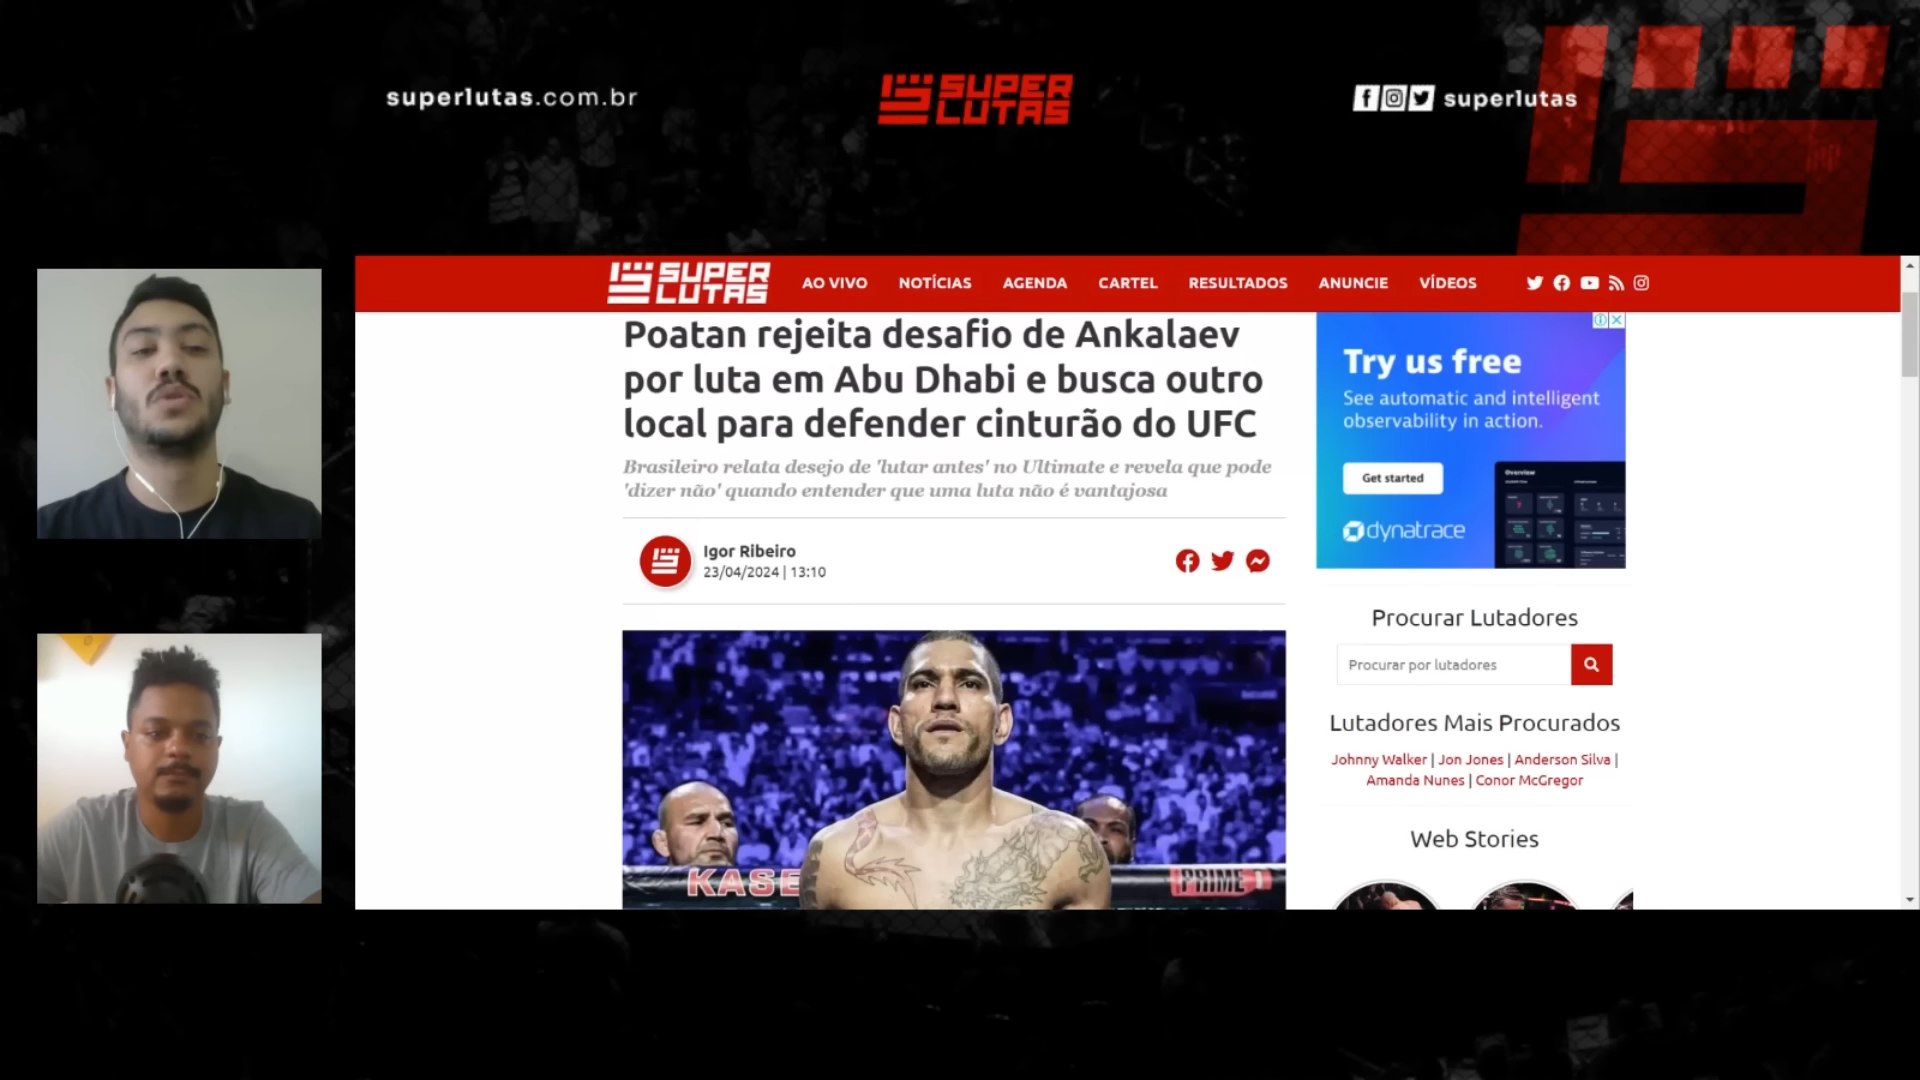 superlutas.com.br
SUPER
LUTAS
superlutas
SUPER
LUTAS
AO VIVO
NOTÍCIAS
AGENDA
CARTEL
RESULTADOS
ANUNCIE
VÍDEOS
Poatan rejeita desafio de Ankalaev
por luta em Abu Dhabi e busca outro
local para defender cinturão do UFC
Brasileiro relata desejo de 'lutar antes' no Ultimate e revela que pode
'dizer não' quando entender que uma luta não é vantajosa
Igor Ribeiro
23/04/2024 | 13:10
KASE
PRIME
Try us free
See automatic and intelligent
observability in action.
Get started
Overview
dynatrace
Procurar Lutadores
Procurar por lutadores
Lutadores Mais Procurados
Johnny Walker | Jon Jones | Anderson Silva |
Amanda Nunes | Conor McGregor
Web Stories